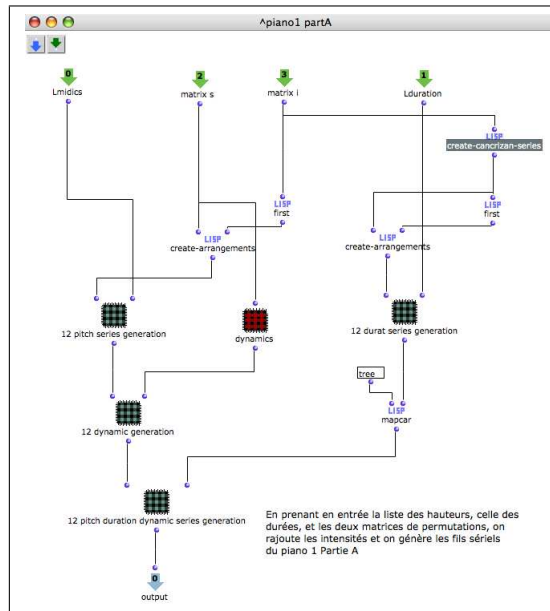 ^piano1 partA
0
2
3
1
Lmidics
matrix s
matrix i
Lduration
LISP
create-cancrizan-series
LISP
first
LISP
first
LISP
create-arrangements
LISP
create-arrangements
12 pitch series generation
dynamics
12 durat series generation
tree
LISP
mapcar
12 dynamic generation
12 pitch duration dynamic series generation
En prenant en entrée la liste des hauteurs, celle des
durées, et les deux matrices de permutations, on
rajoute les intensités et on génère les fils sériels
du piano 1 Partie A
0
output